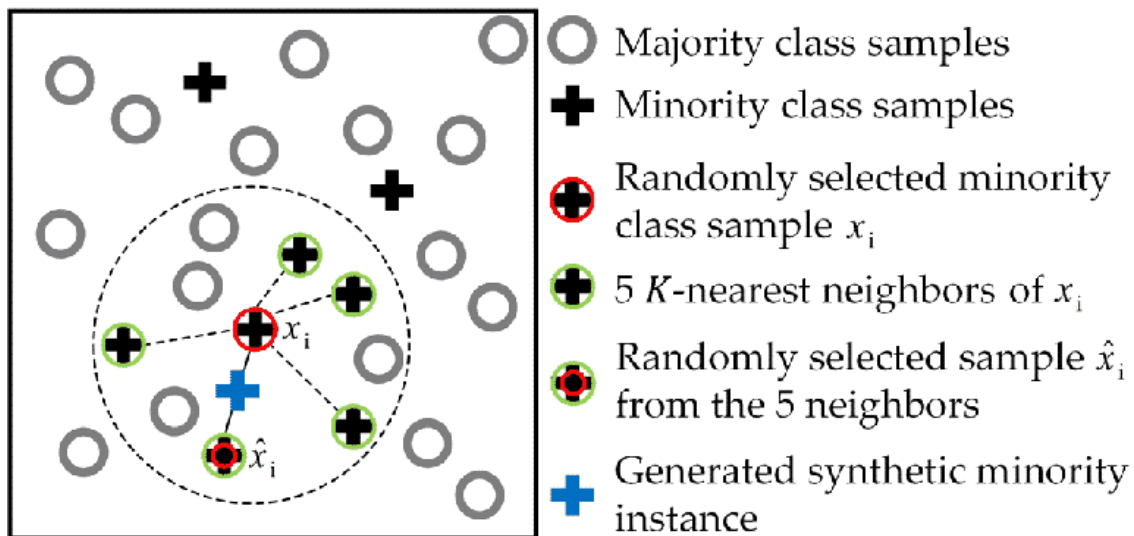 Majority class samples
Minority class samples
Randomly selected minority
class sample xᵢ
5 K-nearest neighbors of xᵢ
Randomly selected sample x̂ᵢ
from the 5 neighbors
Generated synthetic minority
instance
xᵢ
x̂ᵢ